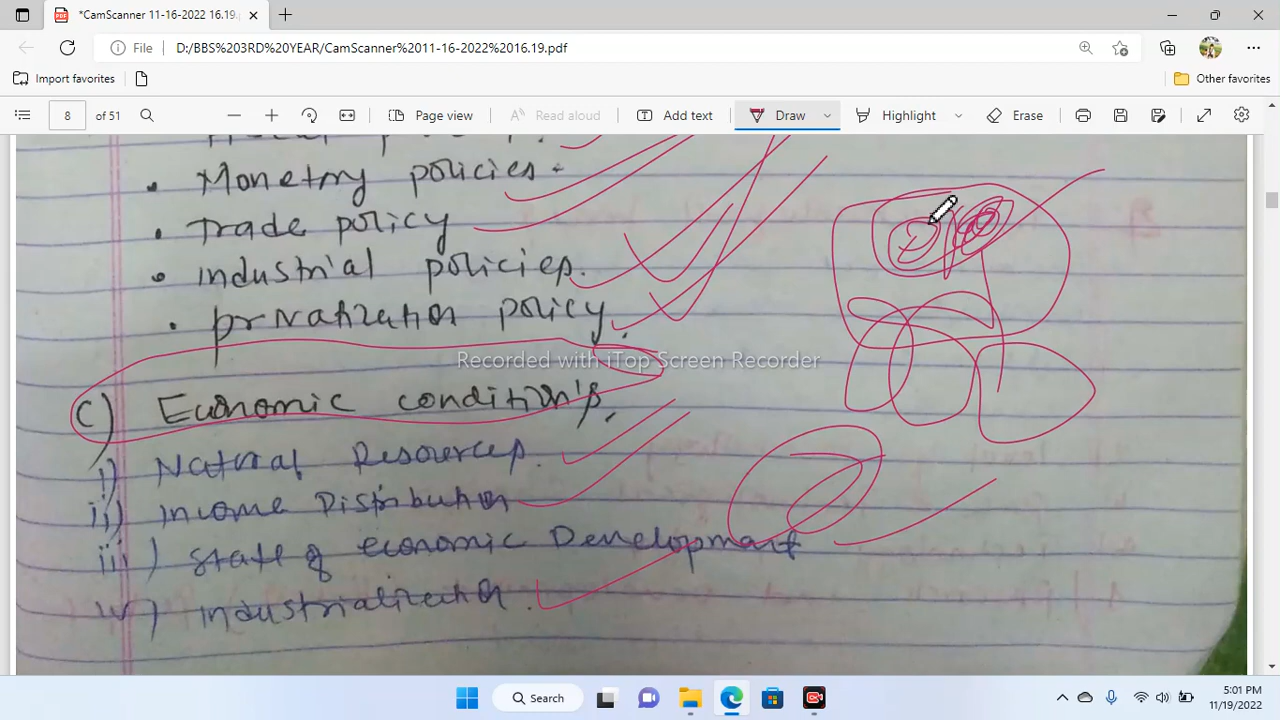 *CamScanner 11-16-2022 16.19.p
File D:/BBS%203RD%20YEAR/CamScanner%2011-16-2022%2016.19.pdf
Import favorites
Other favorites
8 of 51
Page view
Read aloud
Add text
Draw
Highlight
Erase
• Monetry policies.
• Trade policy
• industrial policies.
• privatization policy.
Recorded with iTop Screen Recorder
C) Economic condition's.
i) Natural Resources.
ii) Income Distribution
iii) State of economic Development
iv) industrialization.
Search
5:01 PM
11/19/2022